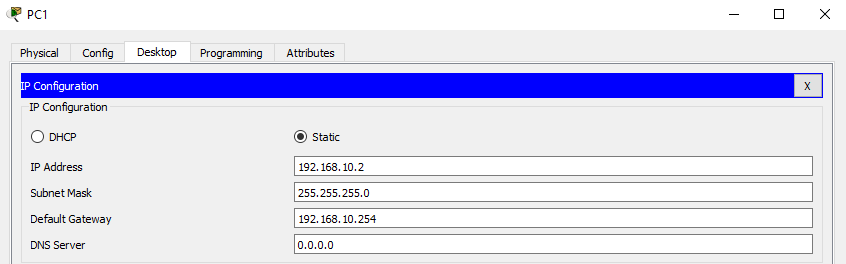 PC1
Physical Config Desktop Programming Attributes
IP Configuration X
IP Configuration
DHCP Static
IP Address 192.168.10.2
Subnet Mask 255.255.255.0
Default Gateway 192.168.10.254
DNS Server 0.0.0.0